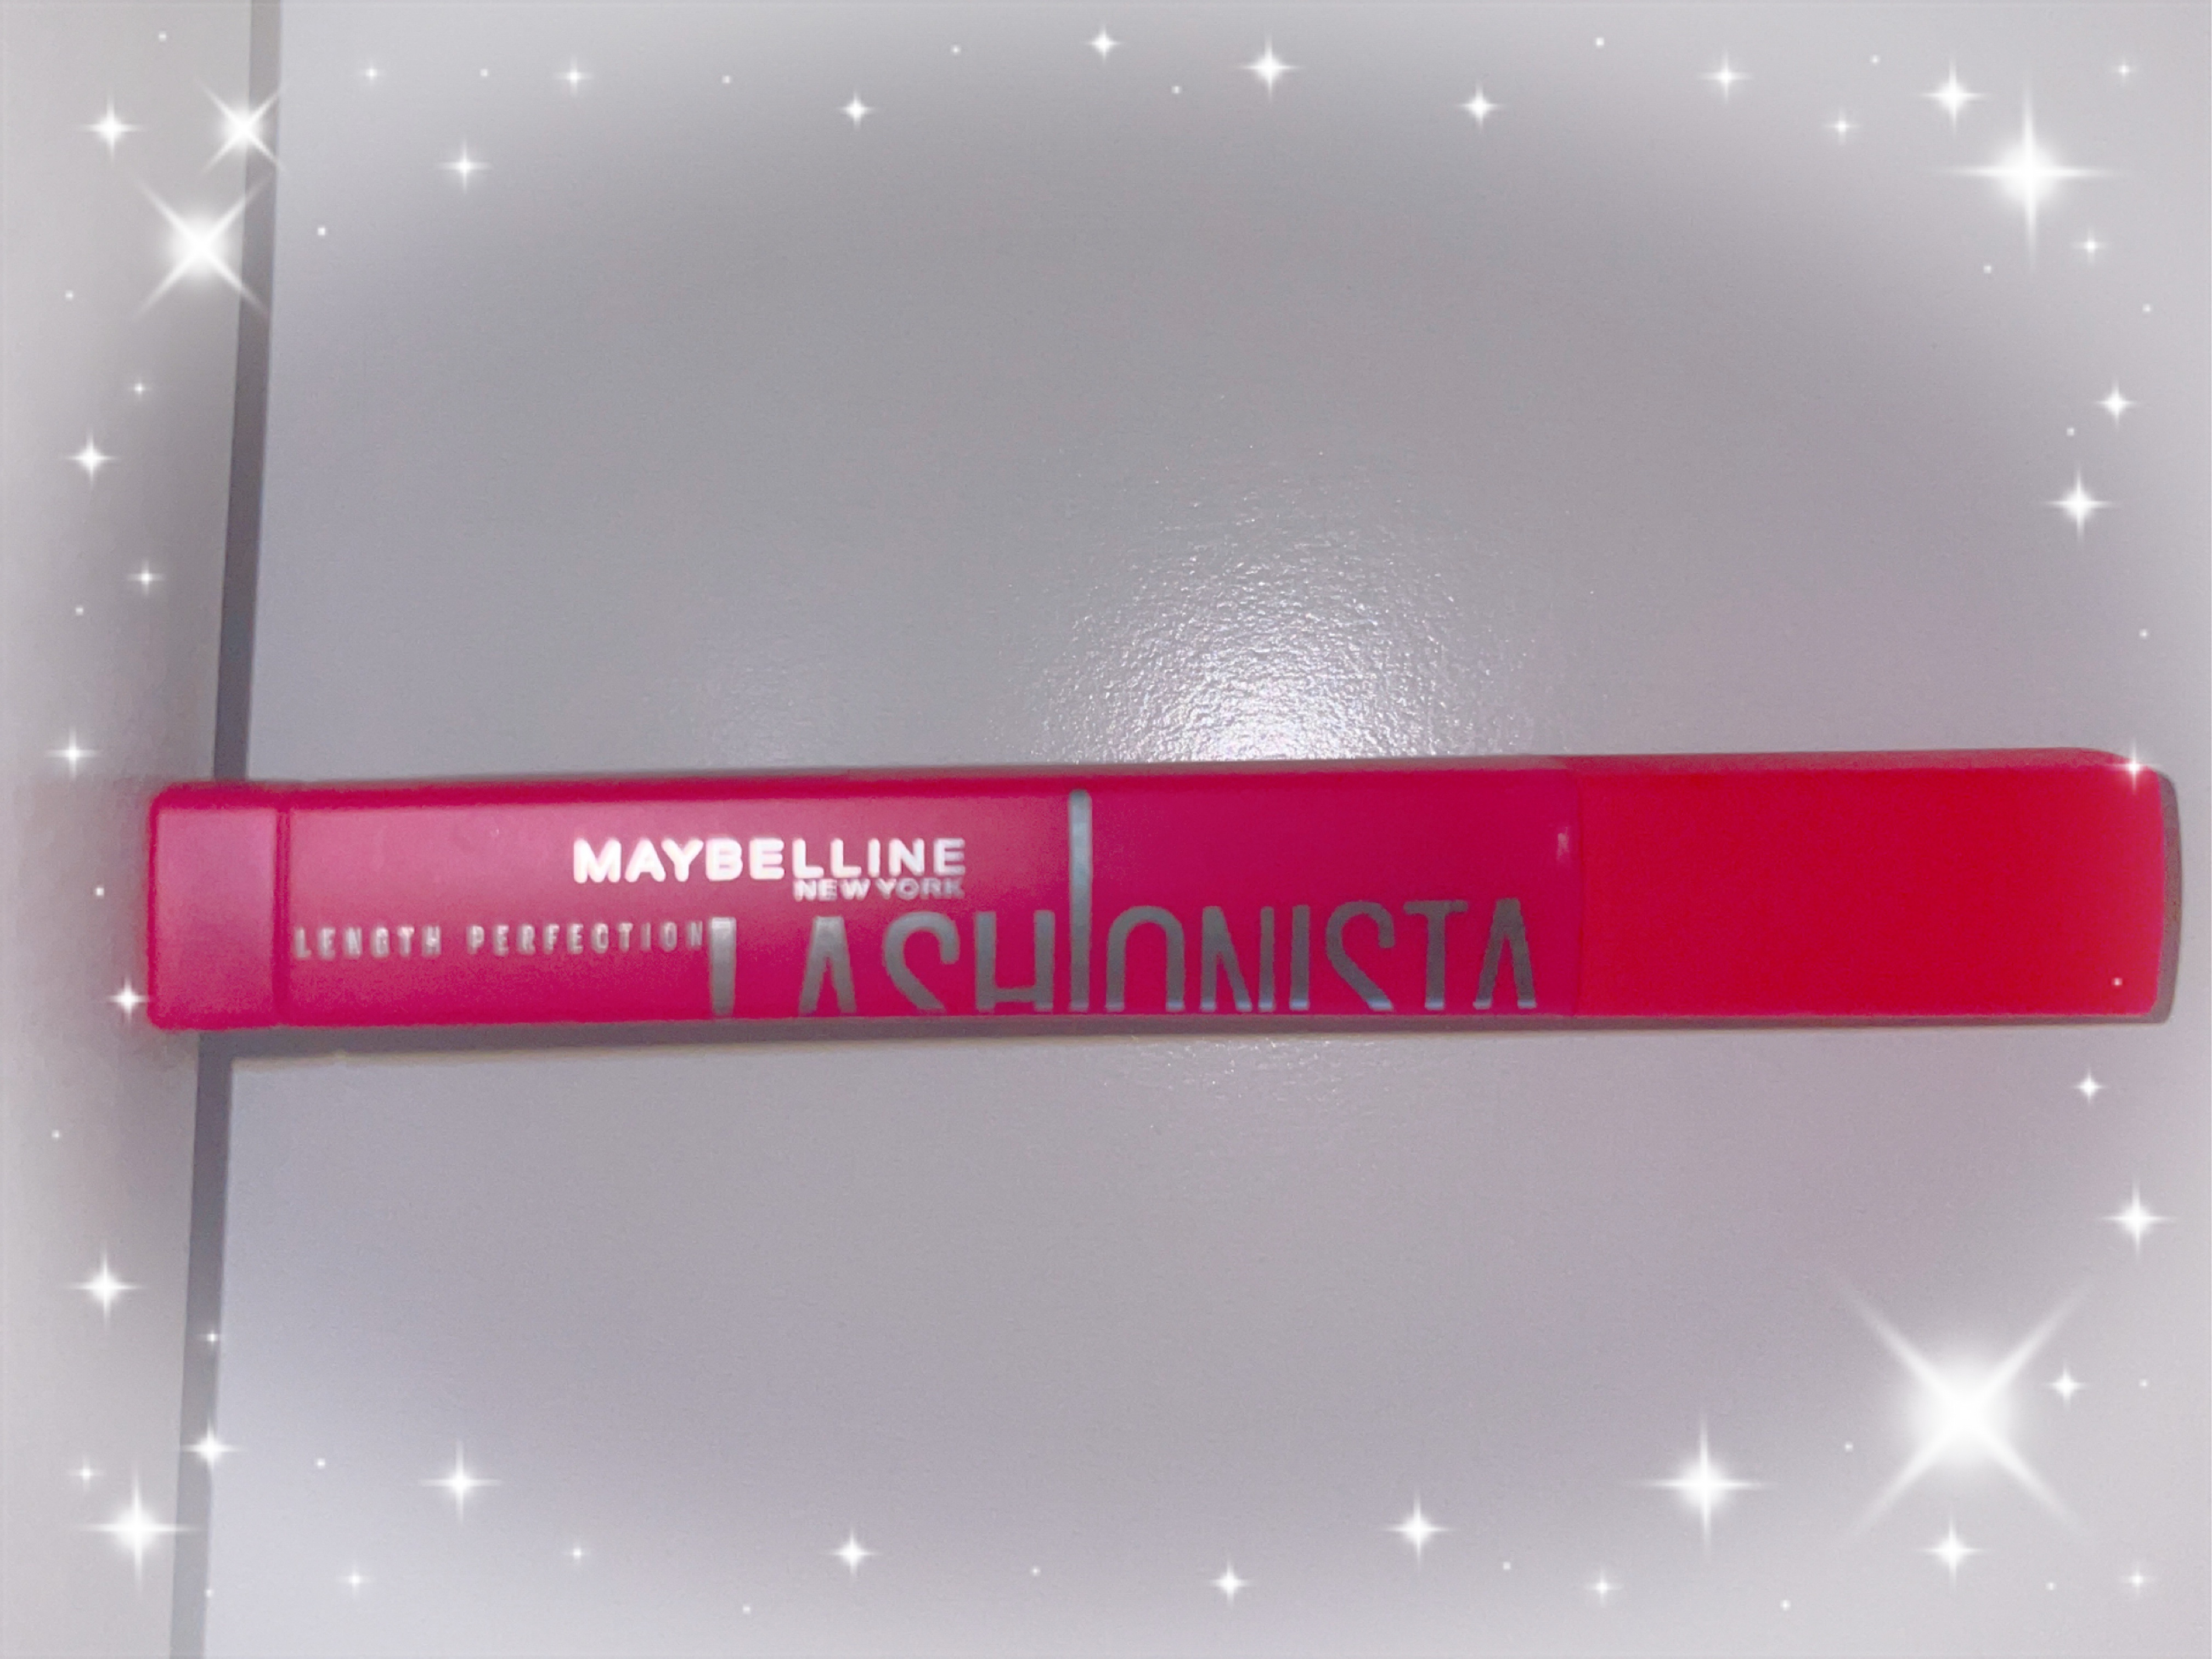 MAYBELLINE
NEW YORK
LENGTH PERFECTION
LASHIONISTA